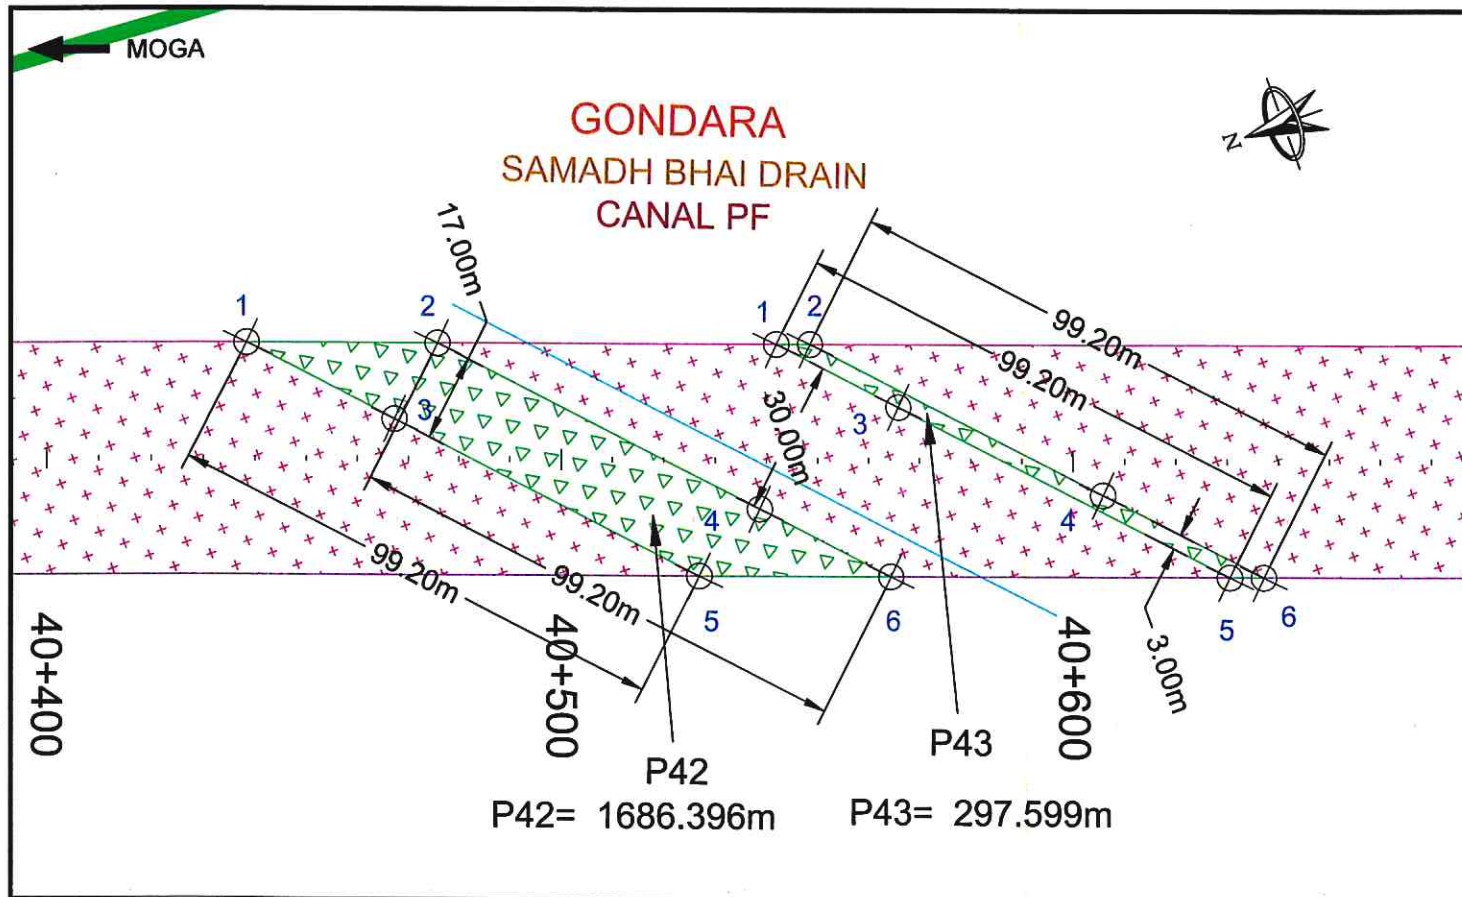 MOGA
GONDARA
SAMADH BHAI DRAIN
CANAL PF
N
17.00m
1
2
1
2
99.20m
99.20m
3
3
30.00m
4
4
99.20m
99.20m
5
6
5
6
3.00m
40+400
40+500
40+600
P42
P43
P42= 1686.396m
P43= 297.599m